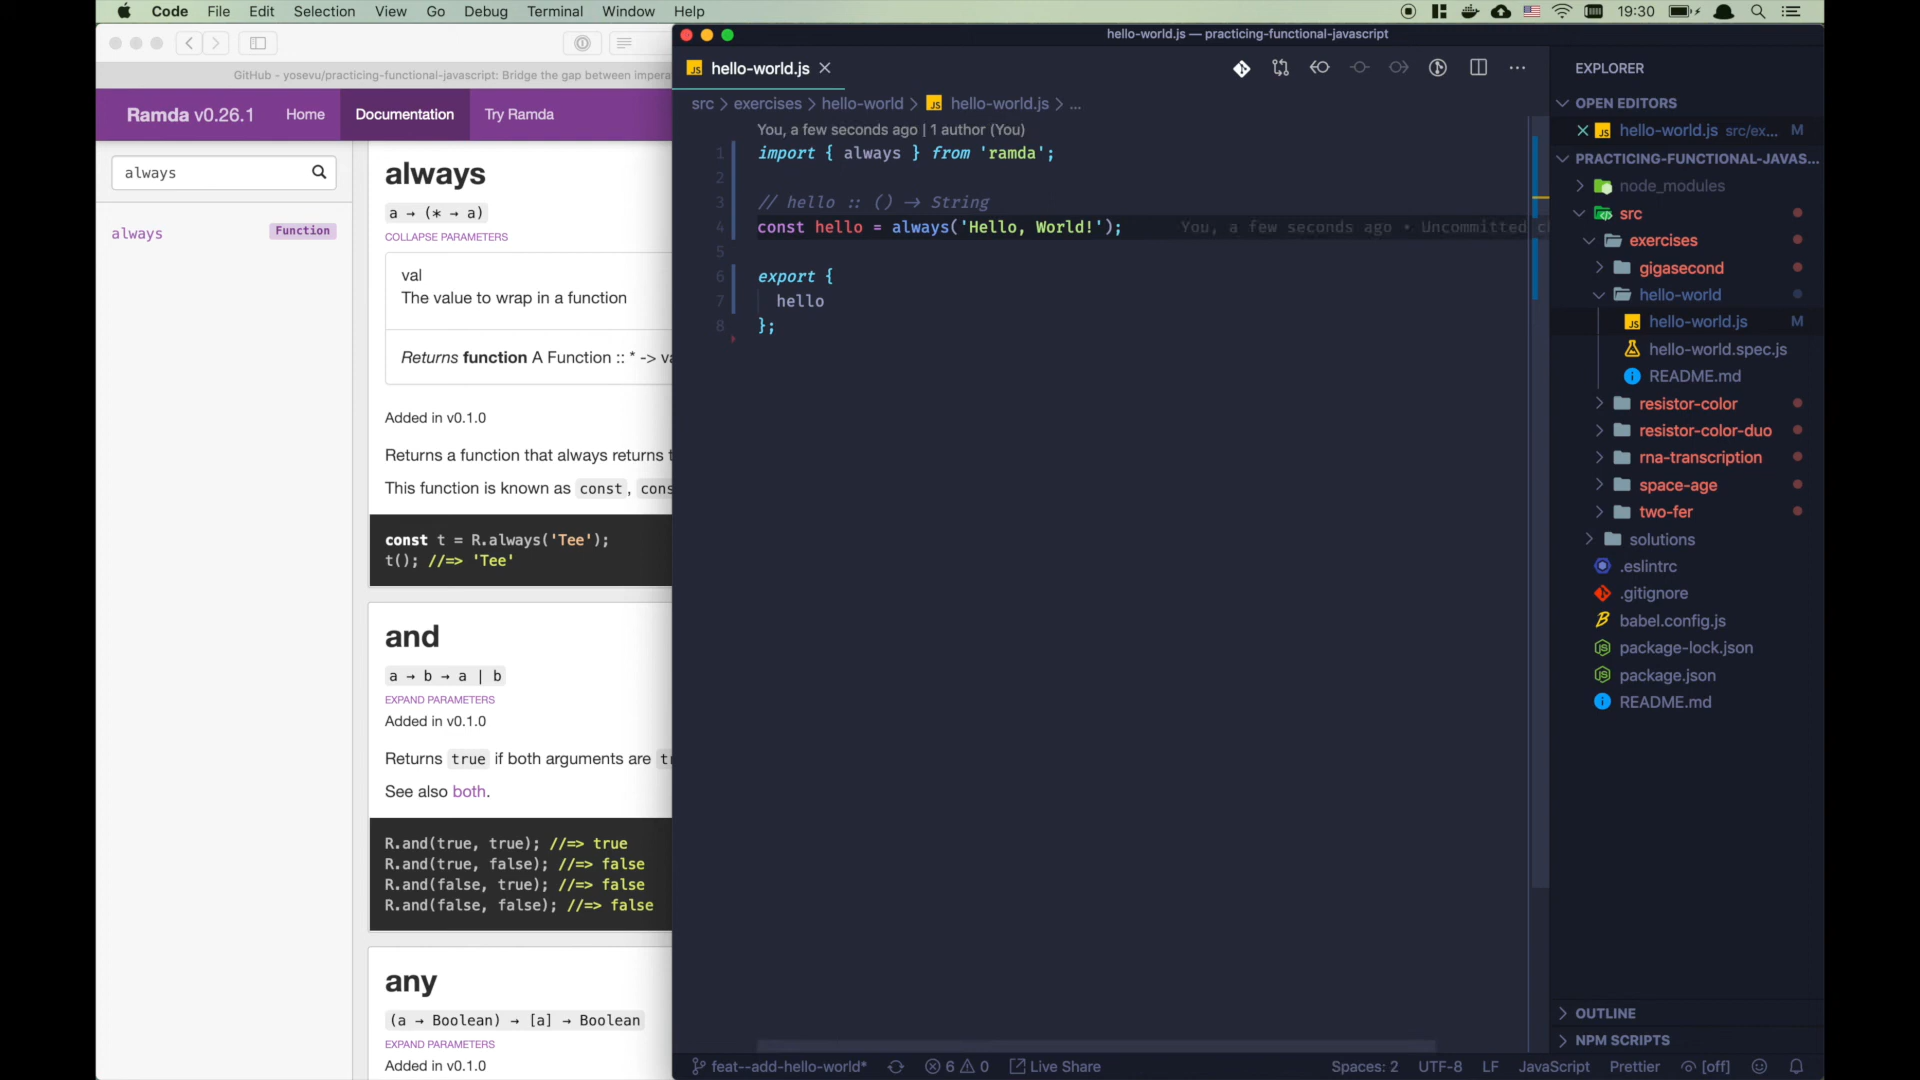 Code File Edit Selection View Go Debug Terminal Window Help 19:30
GitHub - yosevu/practicing-functional-javascript: Bridge the gap between impera
Ramda v0.26.1 Home Documentation Try Ramda
always
always Function
always
a → (* → a)
COLLAPSE PARAMETERS
val
The value to wrap in a function
Returns function A Function :: * -> va
Added in v0.1.0
Returns a function that always returns t
This function is known as const, cons
const t = R.always('Tee');
t(); //=> 'Tee'
and
a → b → a | b
EXPAND PARAMETERS
Added in v0.1.0
Returns true if both arguments are tr
See also both.
R.and(true, true); //=> true
R.and(true, false); //=> false
R.and(false, true); //=> false
R.and(false, false); //=> false
any
(a → Boolean) → [a] → Boolean
EXPAND PARAMETERS
Added in v0.1.0
hello-world.js — practicing-functional-javascript
JS hello-world.js
src > exercises > hello-world > JS hello-world.js > ...
You, a few seconds ago | 1 author (You)
1 import { always } from 'ramda';
2
3 // hello :: () → String
4 const hello = always('Hello, World!'); You, a few seconds ago • Uncommitted c
5
6 export {
7 hello
8 };
EXPLORER
OPEN EDITORS
JS hello-world.js src/ex... M
PRACTICING-FUNCTIONAL-JAVAS...
node_modules
src
exercises
gigasecond
hello-world
JS hello-world.js M
hello-world.spec.js
README.md
resistor-color
resistor-color-duo
rna-transcription
space-age
two-fer
solutions
.eslintrc
.gitignore
babel.config.js
package-lock.json
package.json
README.md
OUTLINE
NPM SCRIPTS
feat--add-hello-world* 6 0 Live Share Spaces: 2 UTF-8 LF JavaScript Prettier [off]